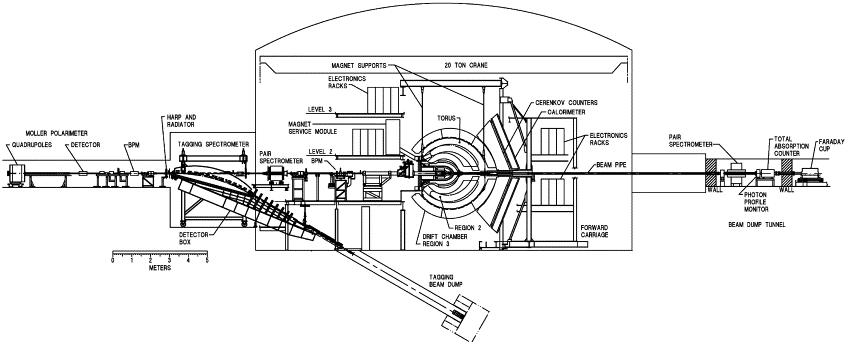 MAGNET SUPPORTS
20 TON CRANE
ELECTRONICS
RACKS
LEVEL 3
MAGNET
SERVICE MODULE
LEVEL 2
TORUS
CERENKOV COUNTERS
CALORIMETER
ELECTRONICS
RACKS
BEAM PIPE
HARP AND
RADIATOR
MOLLER POLARIMETER
QUADRUPOLES
DETECTOR
BPM
TAGGING SPECTROMETER
PAIR
SPECTROMETER
BPM
PAIR
SPECTROMETER
TOTAL
ABSORPTION
COUNTER
FARADAY
CUP
WALL
WALL
PHOTON
PROFILE
MONITOR
BEAM DUMP TUNNEL
REGION 2
DRIFT CHAMBER
REGION 3
FORWARD
CARRIAGE
DETECTOR
BOX
0 1 2 3 4 5
METERS
TAGGING
BEAM DUMP